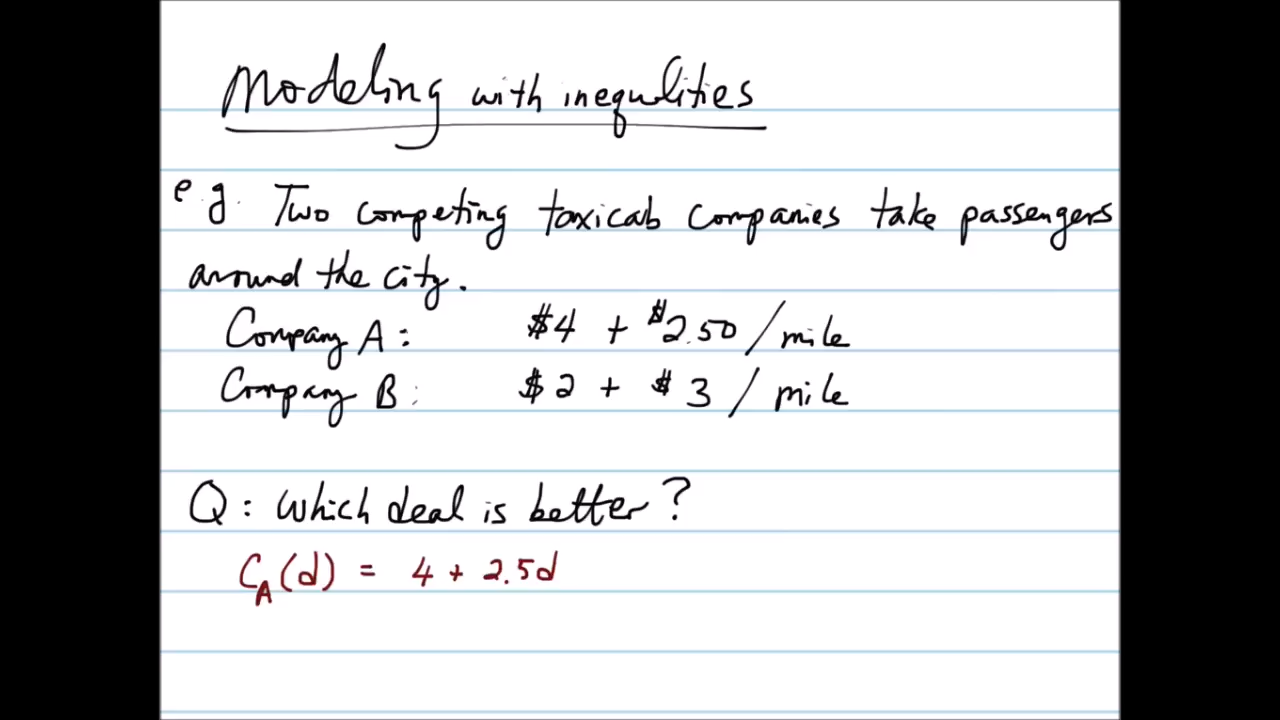 Modeling with inequalities
e.g. Two competing taxicab companies take passengers
around the city.
Company A: $4 + $2.50 / mile
Company B: $2 + $3 / mile
Q: Which deal is better?
C_A(d) = 4 + 2.5d